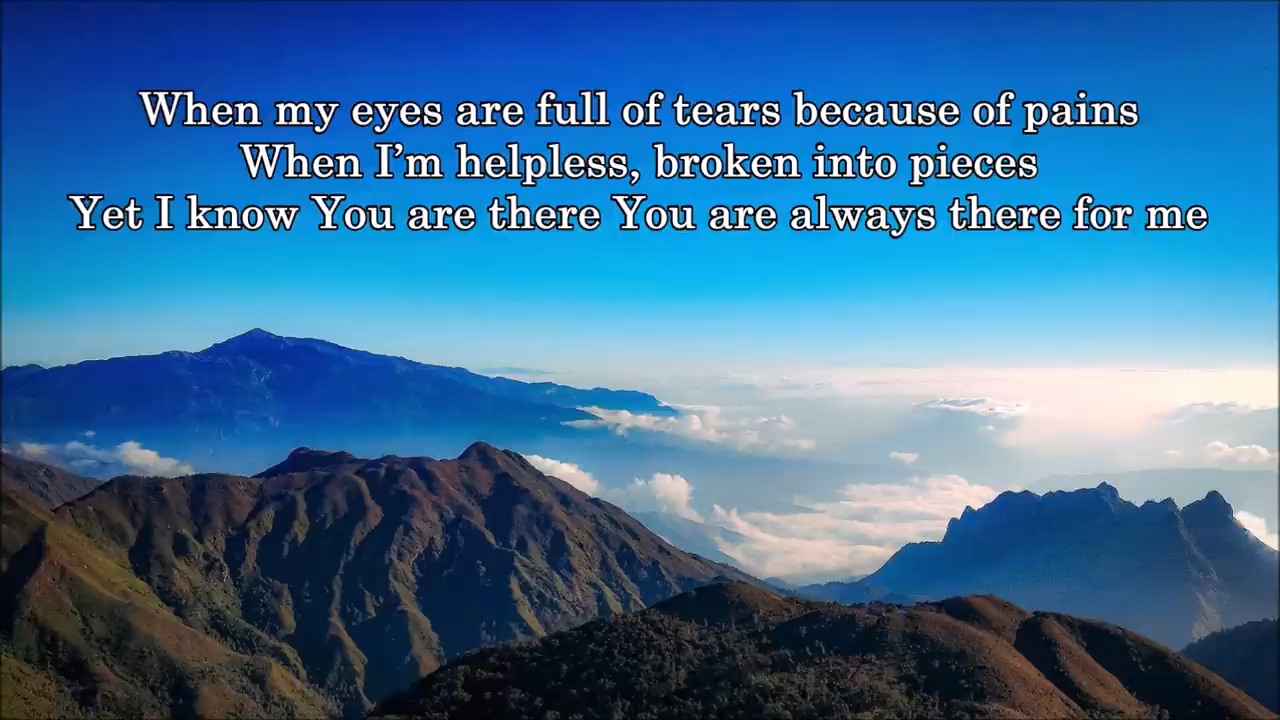 When my eyes are full of tears because of pains
When I’m helpless, broken into pieces
Yet I know You are there You are always there for me